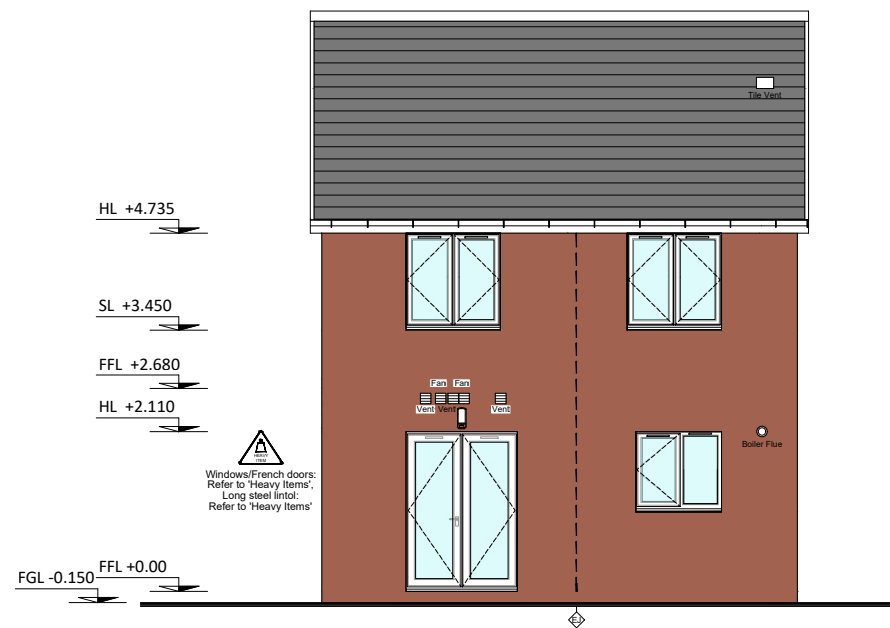 Tile Vent
HL +4.735
SL +3.450
FFL +2.680
HL +2.110
Fan Fan
Vent Vent Vent
Boiler Flue
HEAVY
ITEM
Windows/French doors:
Refer to 'Heavy Items',
Long steel lintol:
Refer to 'Heavy Items'
FFL +0.00
FGL -0.150
EJ